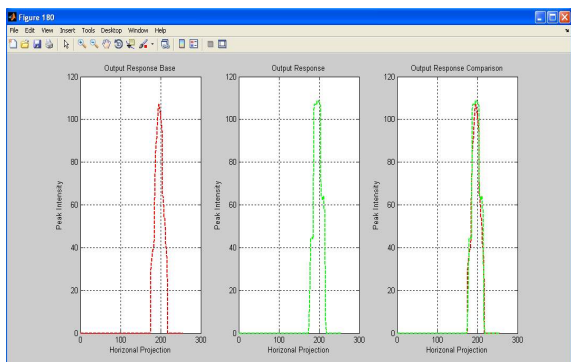 Figure 180
File Edit View Insert Tools Desktop Window Help
Output Response Base
120
100
80
60
40
20
0
0 100 200 300
Peak Intensity
Horizonal Projection
Output Response
120
100
80
60
40
20
0
0 100 200 300
Peak Intensity
Horizonal Projection
Output Response Comparison
120
100
80
60
40
20
0
0 100 200 300
Peak Intensity
Horizonal Projection